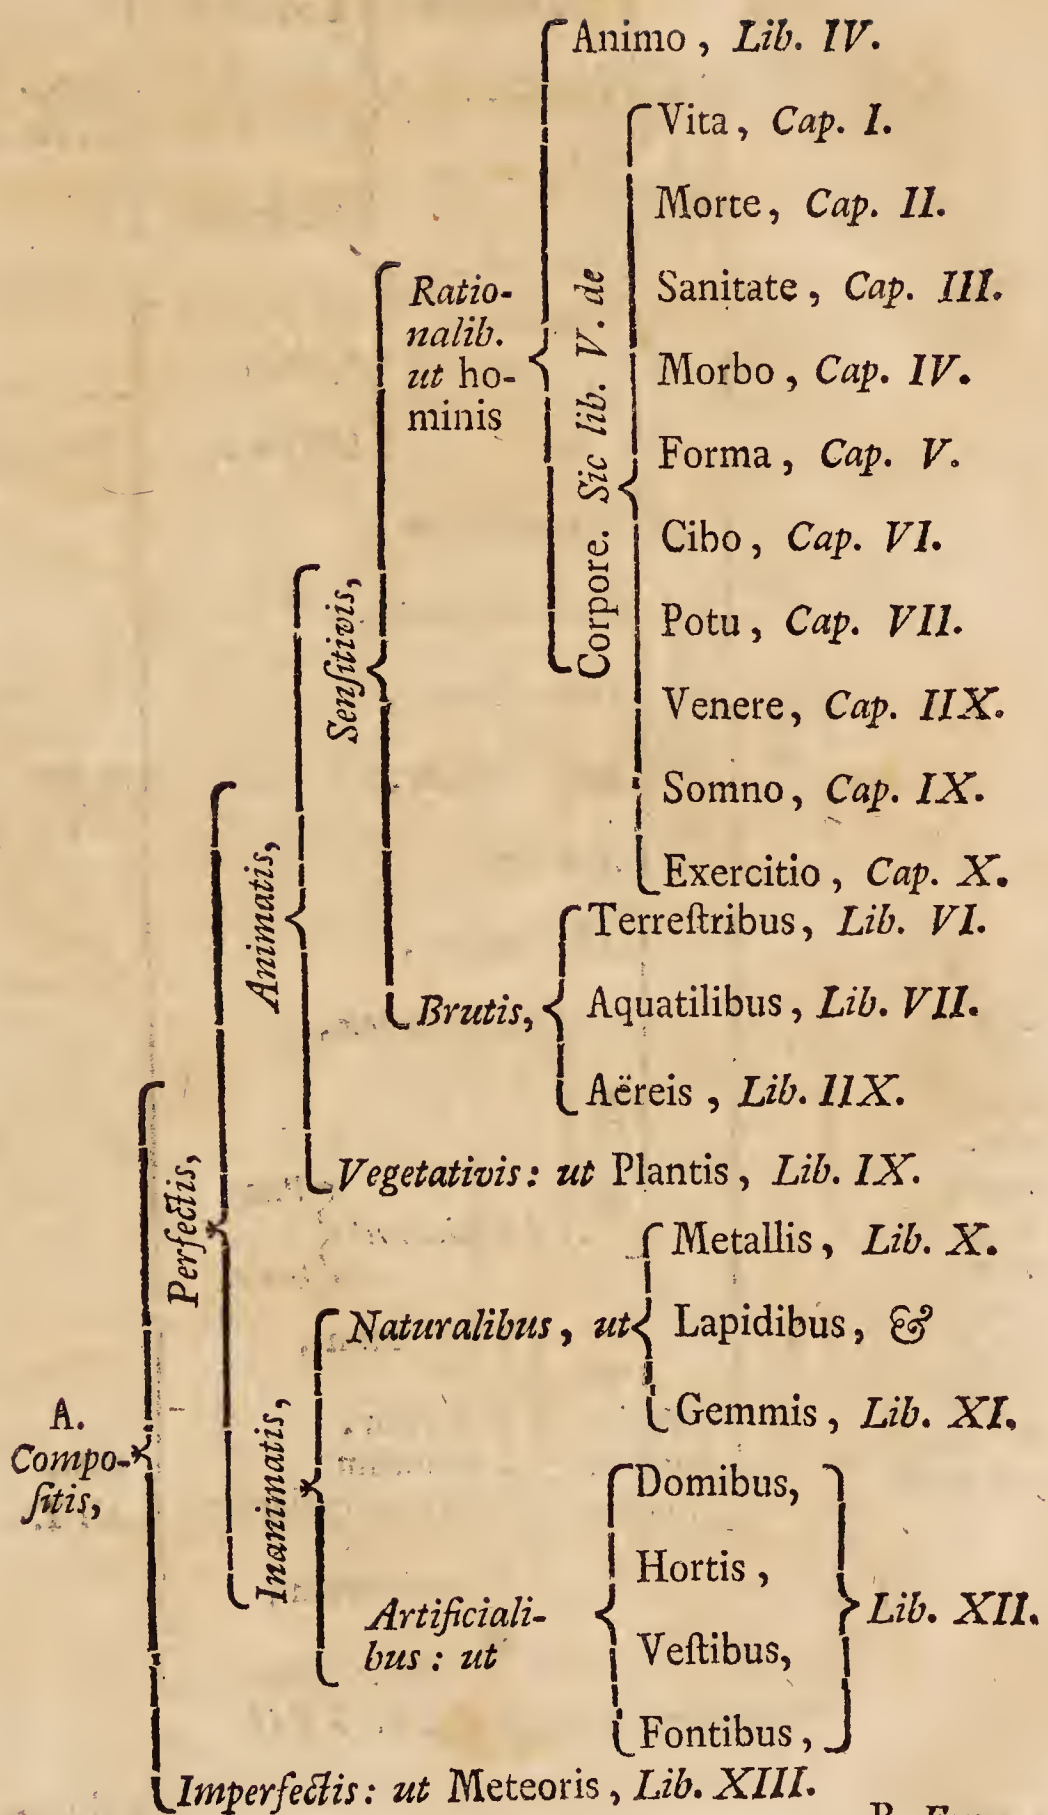 A.
Compo-
ſitis,
Perfectis,
Animatis,
Senſitivis,
Ratio-
nalib.
ut ho-
minis
Animo, Lib. IV.
Corpore. Sic lib. V. de
Vita, Cap. I.
Morte, Cap. II.
Sanitate, Cap. III.
Morbo, Cap. IV.
Forma, Cap. V.
Cibo, Cap. VI.
Potu, Cap. VII.
Venere, Cap. IIX.
Somno, Cap. IX.
Exercitio, Cap. X.
Brutis,
Terreſtribus, Lib. VI.
Aquatilibus, Lib. VII.
Aëreis, Lib. IIX.
Vegetativis: ut Plantis, Lib. IX.
Inanimatis,
Naturalibus, ut
Metallis, Lib. X.
Lapidibus, &
Gemmis, Lib. XI.
Artificiali-
bus: ut
Domibus,
Hortis,
Veſtibus,
Fontibus,
Lib. XII.
Imperfectis: ut Meteoris, Lib. XIII.